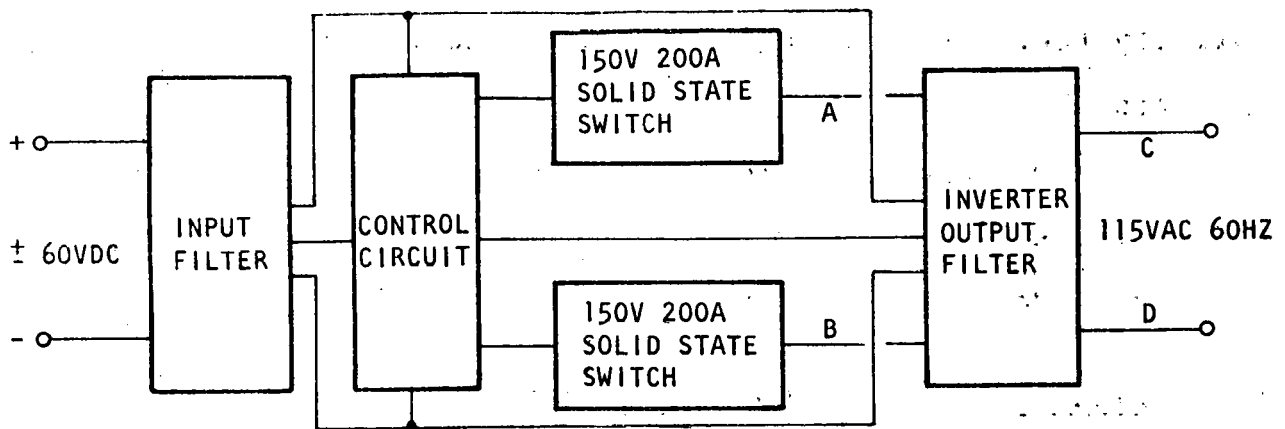 +
± 60VDC
-
INPUT
FILTER
CONTROL
CIRCUIT
150V 200A
SOLID STATE
SWITCH
A
150V 200A
SOLID STATE
SWITCH
B
INVERTER
OUTPUT
FILTER
C
115VAC 60HZ
D